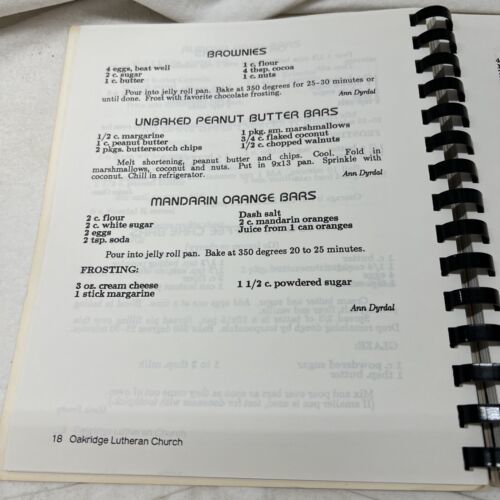 BROWNIES
4 eggs, beat well 1 c. flour
2 c. sugar 4 tbsp. cocoa
1 c. butter 1 c. nuts
Pour into jelly roll pan. Bake at 350 degrees for 25-30 minutes or
until done. Frost with favorite chocolate frosting. Ann Dyrdal
UNBAKED PEANUT BUTTER BARS
1/2 c. margarine 1 pkg. sm. marshmallows
1 c. peanut butter 3/4 c. flaked coconut
2 pkgs. butterscotch chips 1/2 c. chopped walnuts
Melt shortening, peanut butter and chips. Cool. Fold in
marshmallows, coconut and nuts. Put in 9x13 pan. Sprinkle with
coconut. Chill in refrigerator. Ann Dyrdal
MANDARIN ORANGE BARS
2 c. flour Dash salt
2 c. white sugar 2 c. mandarin oranges
2 eggs Juice from 1 can oranges
2 tsp. soda
Pour into jelly roll pan. Bake at 350 degrees 20 to 25 minutes.
FROSTING:
3 oz. cream cheese 1 1/2 c. powdered sugar
1 stick margarine
Ann Dyrdal
18 Oakridge Lutheran Church